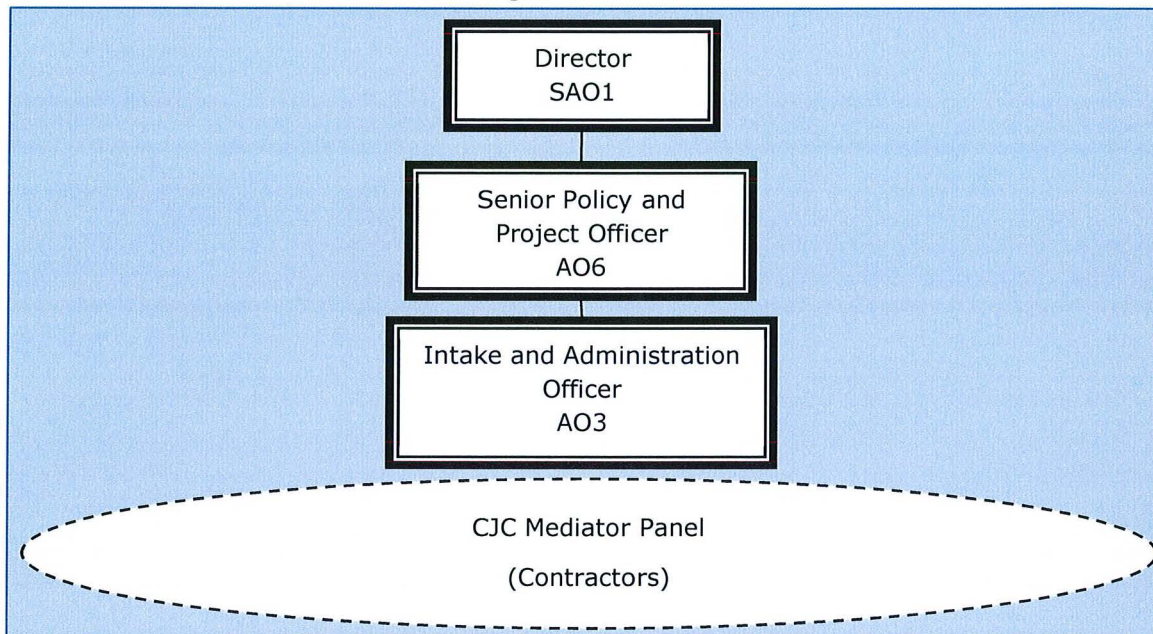 Director
SAO1
Senior Policy and
Project Officer
AO6
Intake and Administration
Officer
AO3
CJC Mediator Panel
(Contractors)